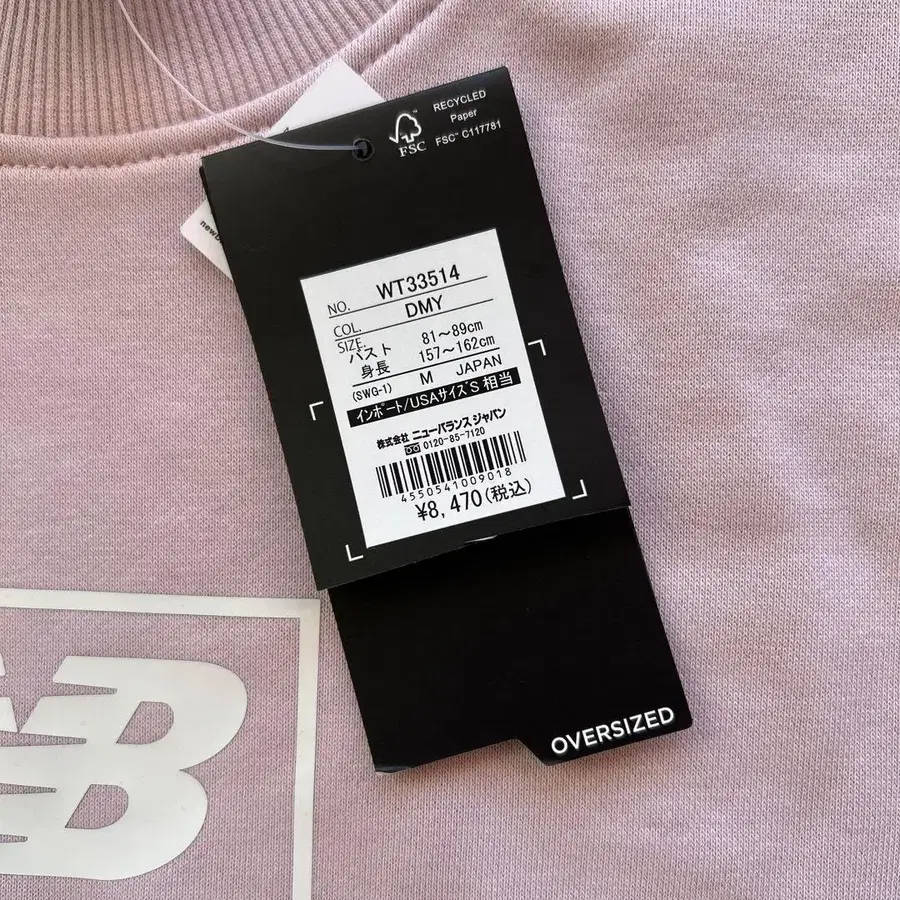 RECYCLED
Paper
FSC™ C117781
FSC
NO. WT33514
COL. DMY
SIZE.
バスト 81～89cm
身長 157～162cm
(SWG-1) M JAPAN
インポート/USAサイズS 相当
株式会社 ニューバランス ジャパン
0120-85-7120
4550541009018
¥8,470(税込)
OVERSIZED
NB